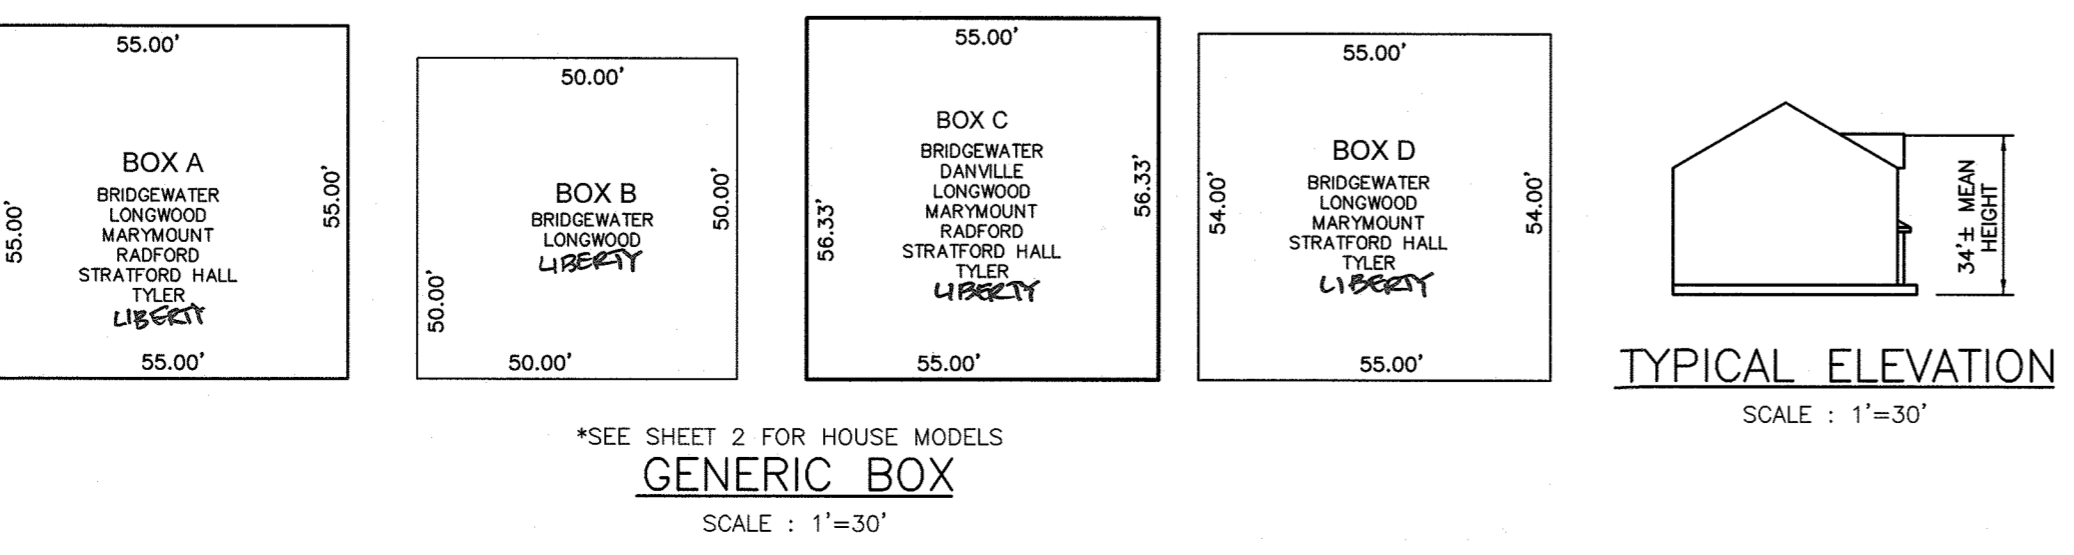 55.00'
55.00'
55.00'
BOX A
BRIDGEWATER
LONGWOOD
MARYMOUNT
RADFORD
STRATFORD HALL
TYLER
LIBERTY
55.00'
50.00'
50.00'
50.00'
BOX B
BRIDGEWATER
LONGWOOD
LIBERTY
50.00'
55.00'
56.33'
56.33'
BOX C
BRIDGEWATER
DANVILLE
LONGWOOD
MARYMOUNT
RADFORD
STRATFORD HALL
TYLER
LIBERTY
55.00'
55.00'
54.00'
54.00'
BOX D
BRIDGEWATER
LONGWOOD
MARYMOUNT
STRATFORD HALL
TYLER
LIBERTY
55.00'
34'± MEAN
HEIGHT
TYPICAL ELEVATION
SCALE : 1'=30'
*SEE SHEET 2 FOR HOUSE MODELS
GENERIC BOX
SCALE : 1'=30'